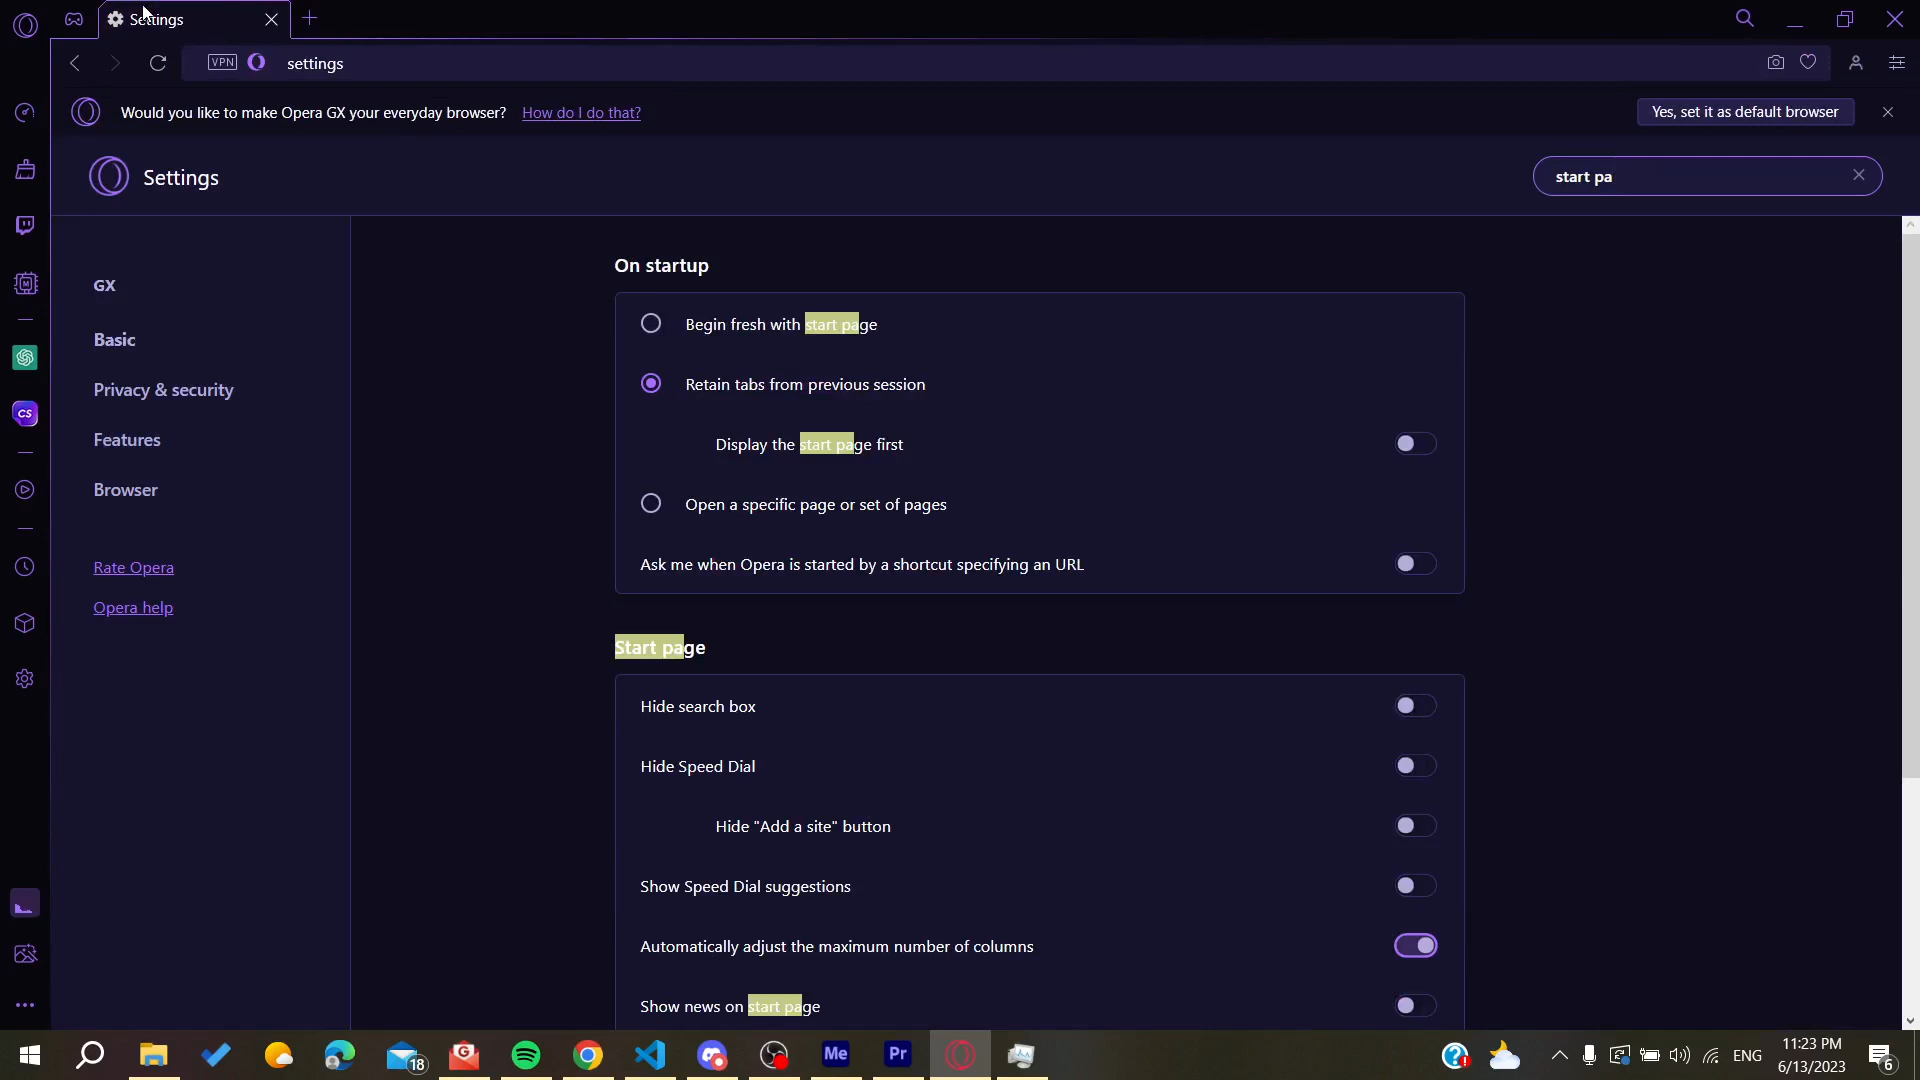 Settings
VPN
settings
Would you like to make Opera GX your everyday browser? How do I do that?
Yes, set it as default browser
Settings
start pa
GX
Basic
Privacy & security
Features
Browser
Rate Opera
Opera help
On startup
Begin fresh with start page
Retain tabs from previous session
Display the start page first
Open a specific page or set of pages
Ask me when Opera is started by a shortcut specifying an URL
Start page
Hide search box
Hide Speed Dial
Hide "Add a site" button
Show Speed Dial suggestions
Automatically adjust the maximum number of columns
Show news on start page
M
CS
18
G
Me
Pr
ENG
11:23 PM
6/13/2023
6